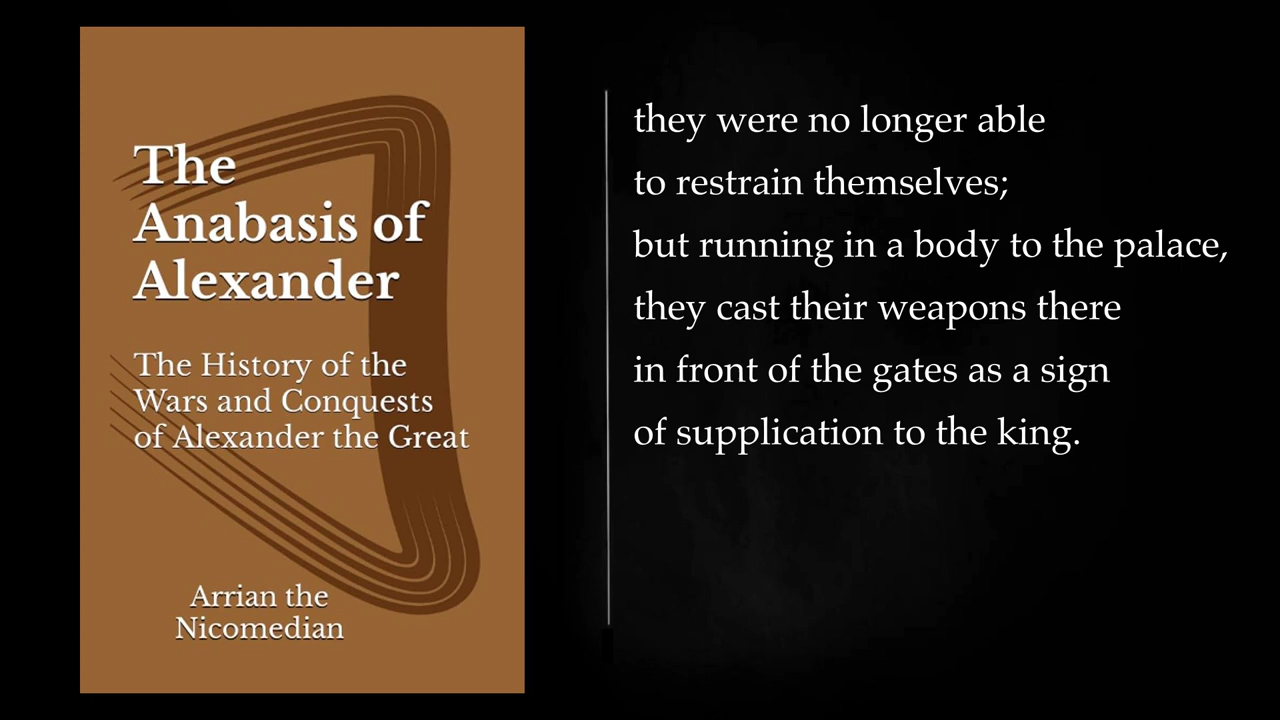 The
Anabasis of
Alexander
The History of the
Wars and Conquests
of Alexander the Great
Arrian the
Nicomedian
they were no longer able
to restrain themselves;
but running in a body to the palace,
they cast their weapons there
in front of the gates as a sign
of supplication to the king.